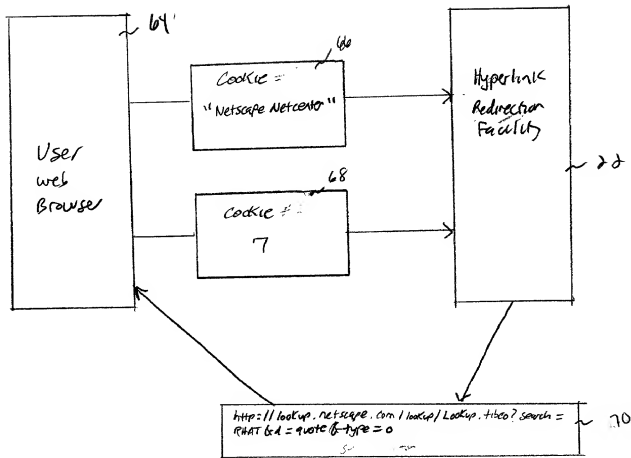 64'
User
web
Browser
66
Cookie =
"Netscape Netcenter"
68
Cookie #
7
Hyperlink
Redirection
Facility
22
http://lookup.netscape.com/lookup/Lookup.tibco?search=
RHAT&d=quote&type=0
70